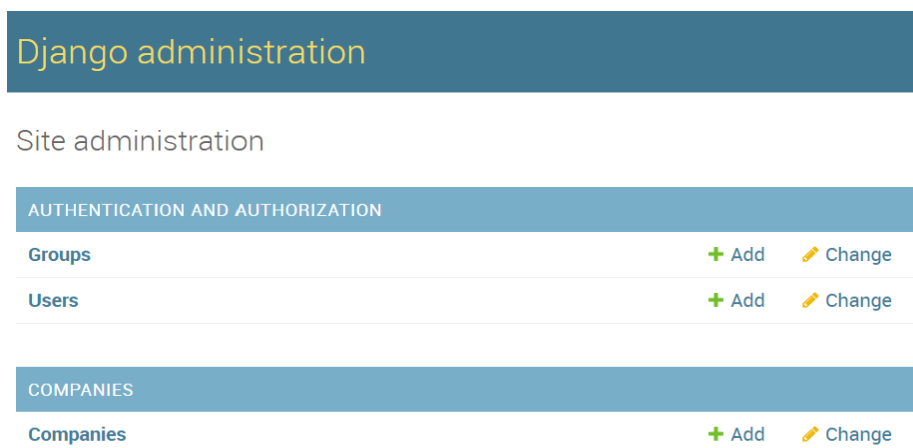 Django administration
Site administration
AUTHENTICATION AND AUTHORIZATION
Groups Add Change
Users Add Change
COMPANIES
Companies Add Change